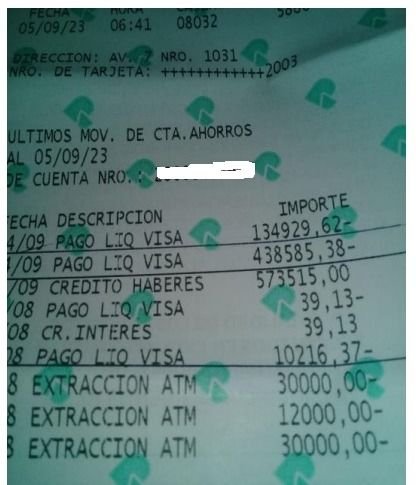 FECHA HORA
05/09/23 06:41 08032
DIRECCION: AV. 7 NRO. 1031
NRO. DE TARJETA: ++++++++++++2003
ULTIMOS MOV. DE CTA.AHORROS
AL 05/09/23
DE CUENTA NRO.:
FECHA DESCRIPCION IMPORTE
4/09 PAGO LIQ VISA 134929,62-
/09 PAGO LIQ VISA 438585,38-
/09 CREDITO HABERES 573515,00
/08 PAGO LIQ VISA 39,13-
/08 CR.INTERES 39,13
08 PAGO LIQ VISA 10216,37-
8 EXTRACCION ATM 30000,00-
8 EXTRACCION ATM 12000,00-
8 EXTRACCION ATM 30000,00-